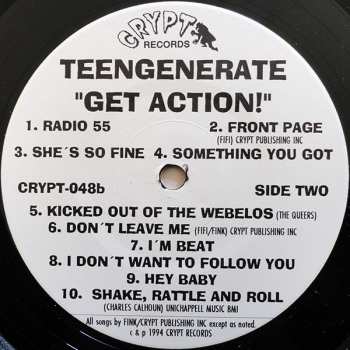 CRYPT
RECORDS
TEENGENERATE
"GET ACTION!"
1. RADIO 55 2. FRONT PAGE
(FIFI) CRYPT PUBLISHING INC
3. SHE´S SO FINE 4. SOMETHING YOU GOT
CRYPT-048b SIDE TWO
5. KICKED OUT OF THE WEBELOS (THE QUEERS)
6. DON´T LEAVE ME (FIFI/FINK) CRYPT PUBLISHING INC
7. I´M BEAT
8. I DON´T WANT TO FOLLOW YOU
9. HEY BABY
10. SHAKE, RATTLE AND ROLL
(CHARLES CALHOUN) UNICHAPPELL MUSIC BMI
All songs by FINK/CRYPT PUBLISHING INC except as noted.
c & p 1994 CRYPT RECORDS